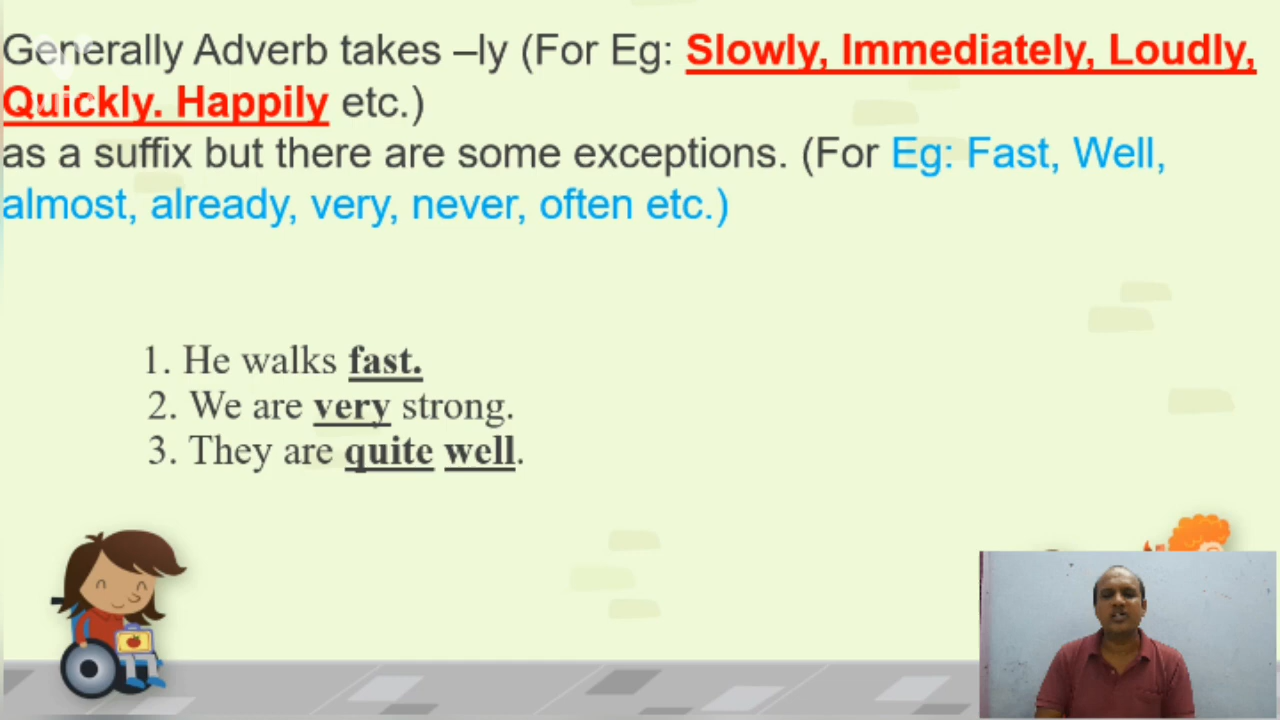 Generally Adverb takes –ly (For Eg: Slowly, Immediately, Loudly,
Quickly. Happily etc.)
as a suffix but there are some exceptions. (For Eg: Fast, Well,
almost, already, very, never, often etc.)
1. He walks fast.
2. We are very strong.
3. They are quite well.